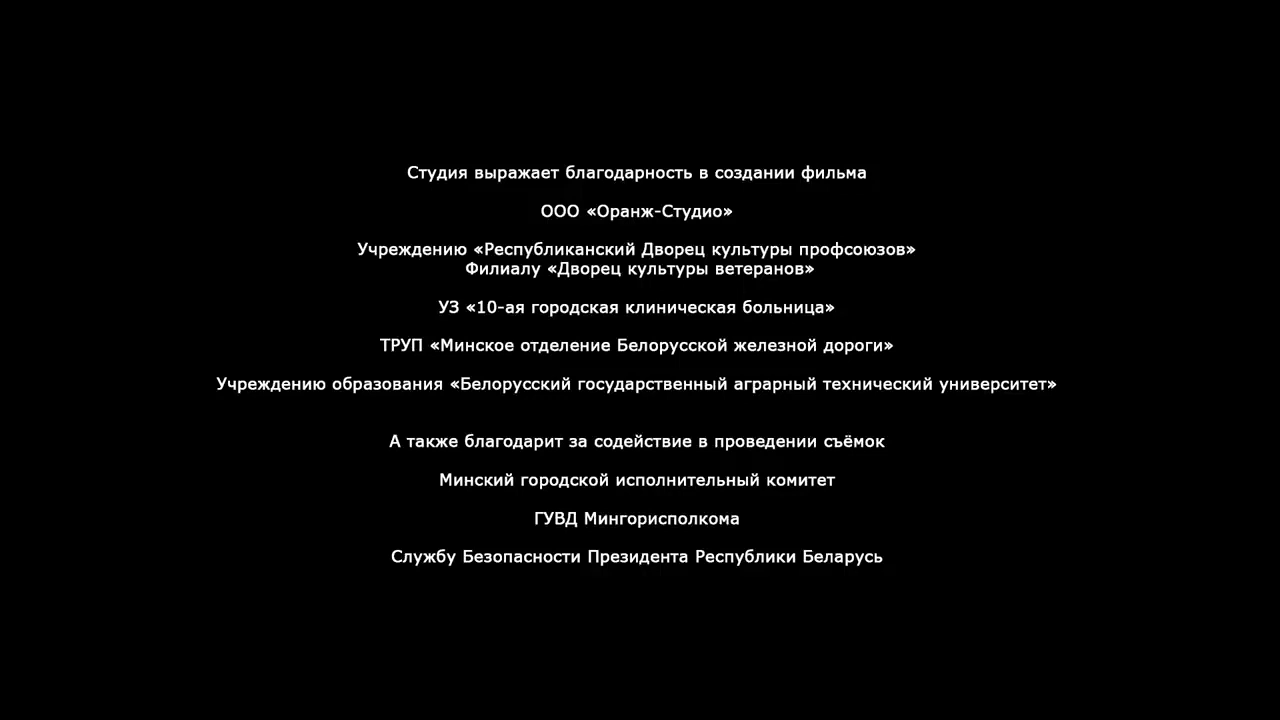 Студия выражает благодарность в создании фильма
ООО «Оранж-Студио»
Учреждению «Республиканский Дворец культуры профсоюзов»
Филиалу «Дворец культуры ветеранов»
УЗ «10-ая городская клиническая больница»
ТРУП «Минское отделение Белорусской железной дороги»
Учреждению образования «Белорусский государственный аграрный технический университет»
А также благодарит за содействие в проведении съёмок
Минский городской исполнительный комитет
ГУВД Мингорисполкома
Службу Безопасности Президента Республики Беларусь